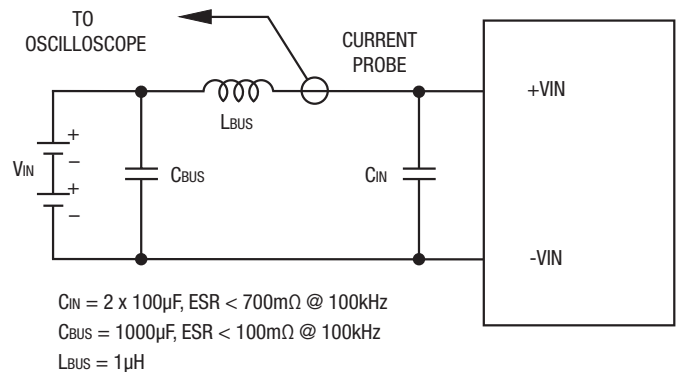 TO
OSCILLOSCOPE
CURRENT
PROBE
+VIN
LBUS
+
–
VIN
+
–
CBUS
CIN
-VIN
CIN = 2 x 100µF, ESR < 700mΩ @ 100kHz
CBUS = 1000µF, ESR < 100mΩ @ 100kHz
LBUS = 1µH